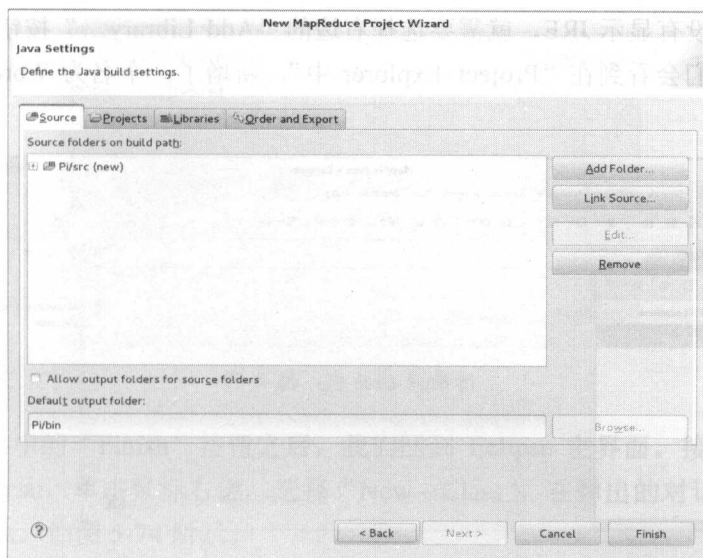 New MapReduce Project Wizard
Java Settings
Define the Java build settings.
Source Projects Libraries Order and Export
Source folders on build path:
Pi/src (new)
Add Folder...
Link Source...
Edit...
Remove
Allow output folders for source folders
Default output folder:
Pi/bin
Browse...
< Back Next > Cancel Finish